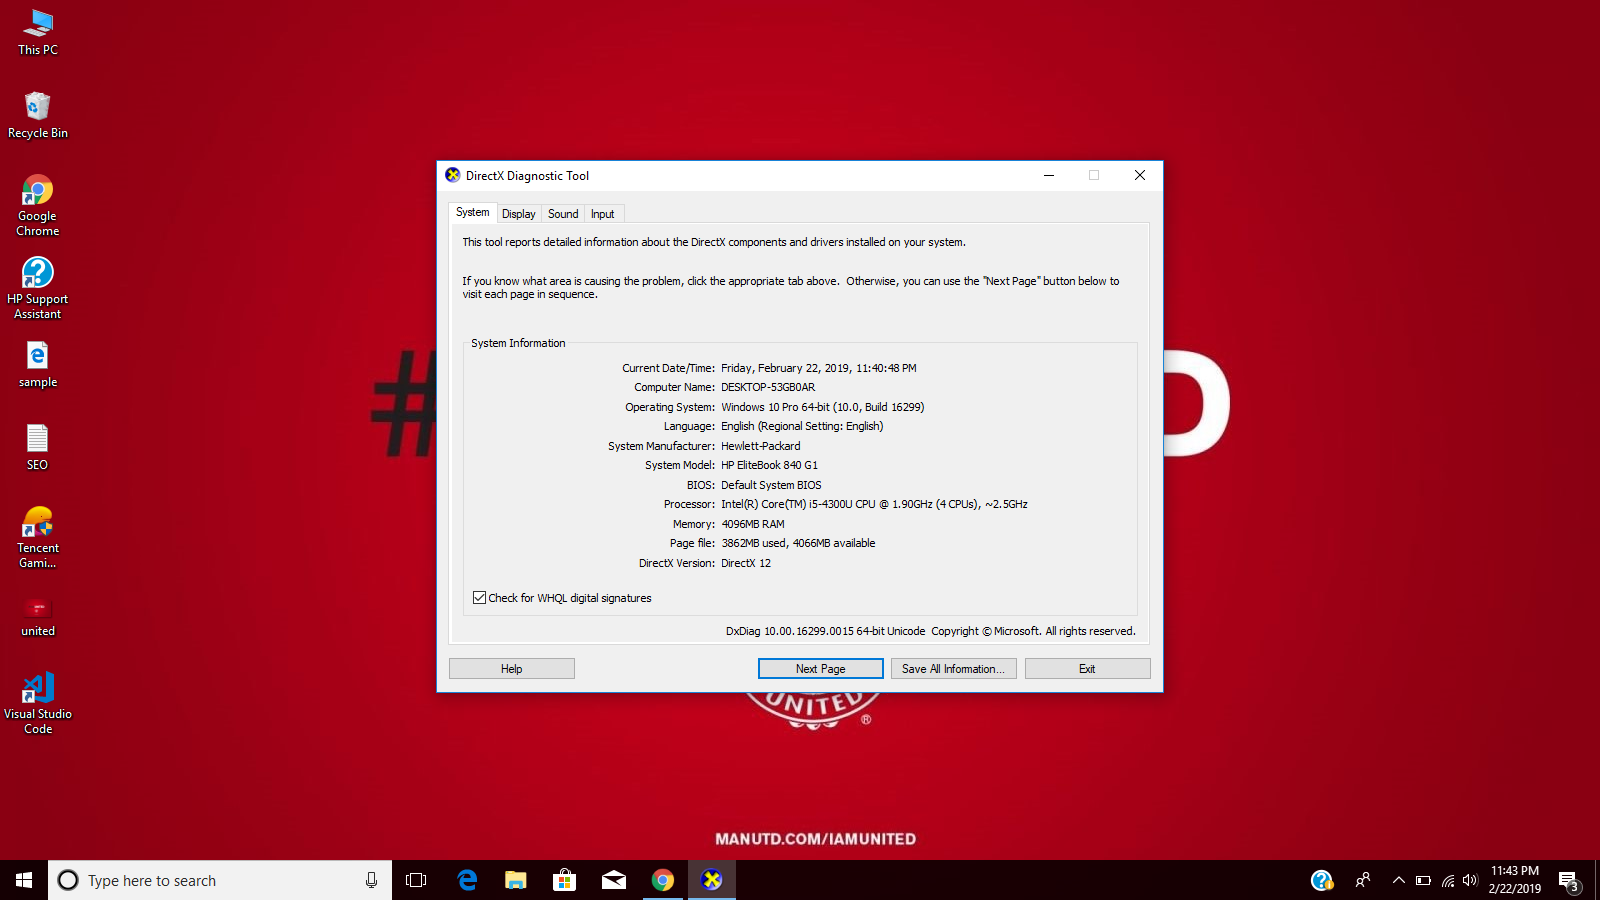 This PC
Recycle Bin
Google
Chrome
HP Support
Assistant
sample
SEO
Tencent
Gami...
united
Visual Studio
Code
DirectX Diagnostic Tool
System
Display
Sound
Input
This tool reports detailed information about the DirectX components and drivers installed on your system.
If you know what area is causing the problem, click the appropriate tab above.  Otherwise, you can use the "Next Page" button below to
visit each page in sequence.
System Information
Current Date/Time: Friday, February 22, 2019, 11:40:48 PM
Computer Name: DESKTOP-53GB0AR
Operating System: Windows 10 Pro 64-bit (10.0, Build 16299)
Language: English (Regional Setting: English)
System Manufacturer: Hewlett-Packard
System Model: HP EliteBook 840 G1
BIOS: Default System BIOS
Processor: Intel(R) Core(TM) i5-4300U CPU @ 1.90GHz (4 CPUs), ~2.5GHz
Memory: 4096MB RAM
Page file: 3862MB used, 4066MB available
DirectX Version: DirectX 12
Check for WHQL digital signatures
DxDiag 10.00.16299.0015 64-bit Unicode  Copyright © Microsoft. All rights reserved.
Help
Next Page
Save All Information...
Exit
#
D
UNITED
®
MANUTD.COM/IAMUNITED
Type here to search
11:43 PM
2/22/2019
3